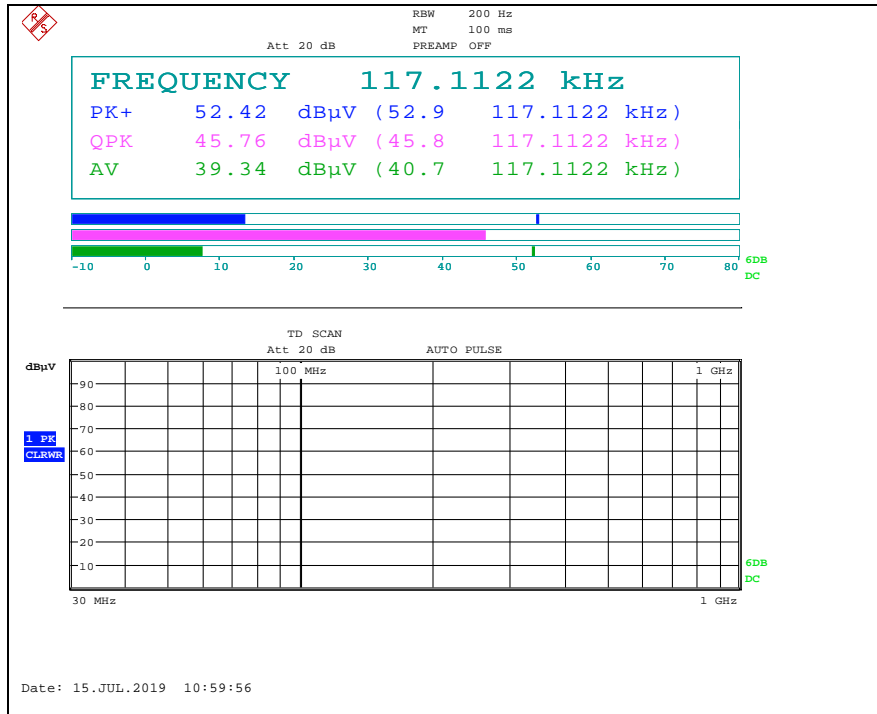 R S
RBW 200 Hz
MT 100 ms
Att 20 dB PREAMP OFF
FREQUENCY 117.1122 kHz
PK+ 52.42 dBµV (52.9 117.1122 kHz)
QPK 45.76 dBµV (45.8 117.1122 kHz)
AV 39.34 dBµV (40.7 117.1122 kHz)
-10 0 10 20 30 40 50 60 70 80
6DB
DC
TD SCAN
Att 20 dB AUTO PULSE
dBµV
100 MHz 1 GHz
90
80
70
1 PK
CLRWR
60
50
40
30
20
10
6DB
DC
30 MHz 1 GHz
Date: 15.JUL.2019 10:59:56